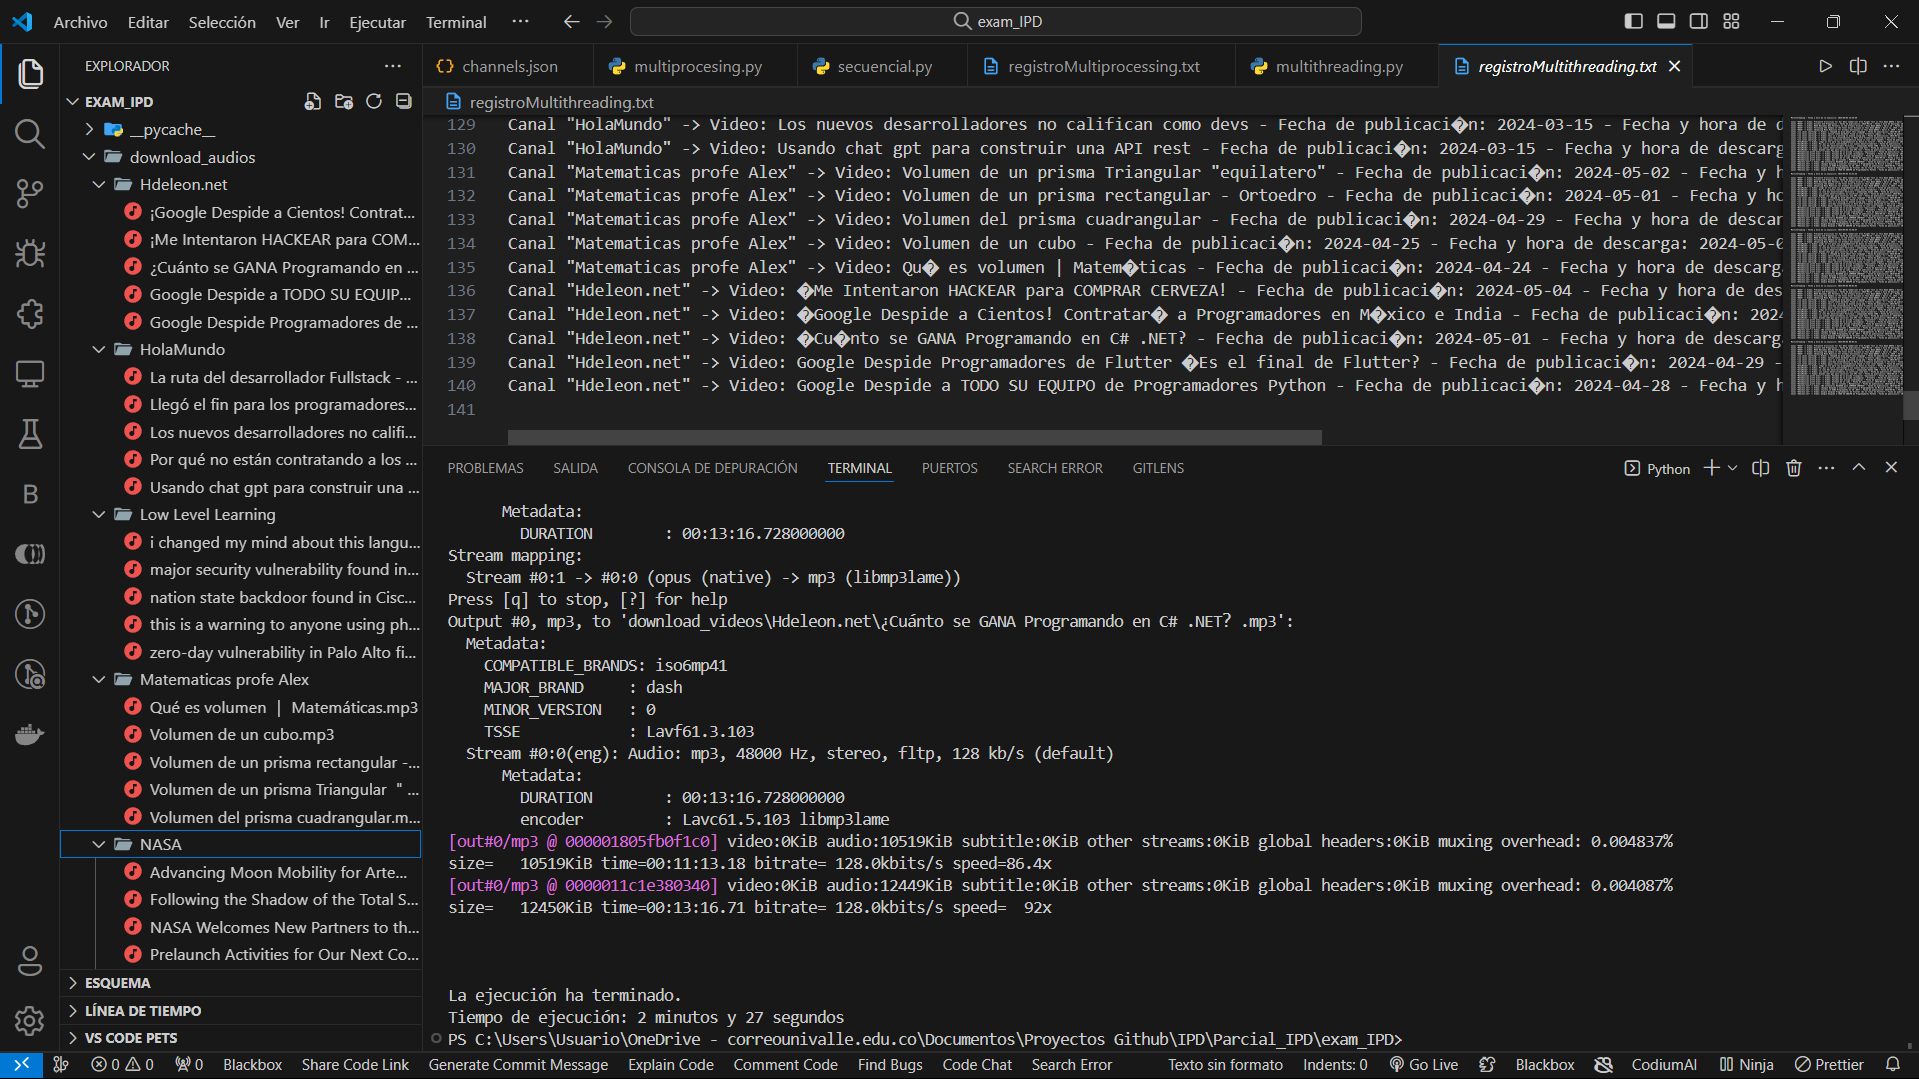 Archivo Editar Selección Ver Ir Ejecutar Terminal ··· exam_IPD
EXPLORADOR
EXAM_IPD
__pycache__
download_audios
Hdeleon.net
¡Google Despide a Cientos! Contrat...
¡Me Intentaron HACKEAR para COM...
¿Cuánto se GANA Programando en ...
Google Despide a TODO SU EQUIP...
Google Despide Programadores de ...
HolaMundo
La ruta del desarrollador Fullstack - ...
Llegó el fin para los programadores...
Los nuevos desarrolladores no califi...
Por qué no están contratando a los ...
Usando chat gpt para construir una ...
Low Level Learning
i changed my mind about this langu...
major security vulnerability found in...
nation state backdoor found in Cisc...
this is a warning to anyone using ph...
zero-day vulnerability in Palo Alto fi...
Matematicas profe Alex
Qué es volumen | Matemáticas.mp3
Volumen de un cubo.mp3
Volumen de un prisma rectangular -...
Volumen de un prisma Triangular " ...
Volumen del prisma cuadrangular.m...
NASA
Advancing Moon Mobility for Arte...
Following the Shadow of the Total S...
NASA Welcomes New Partners to th...
Prelaunch Activities for Our Next Co...
ESQUEMA
LÍNEA DE TIEMPO
VS CODE PETS
channels.json multiprocesing.py secuencial.py registroMultiprocessing.txt multithreading.py registroMultithreading.txt
registroMultithreading.txt
129 Canal "HolaMundo" -> Video: Los nuevos desarrolladores no califican como devs - Fecha de publicaci�n: 2024-03-15 - Fecha y hora de d
130 Canal "HolaMundo" -> Video: Usando chat gpt para construir una API rest - Fecha de publicaci�n: 2024-03-15 - Fecha y hora de descarg
131 Canal "Matematicas profe Alex" -> Video: Volumen de un prisma Triangular "equilatero" - Fecha de publicaci�n: 2024-05-02 - Fecha y h
132 Canal "Matematicas profe Alex" -> Video: Volumen de un prisma rectangular - Ortoedro - Fecha de publicaci�n: 2024-05-01 - Fecha y ho
133 Canal "Matematicas profe Alex" -> Video: Volumen del prisma cuadrangular - Fecha de publicaci�n: 2024-04-29 - Fecha y hora de descar
134 Canal "Matematicas profe Alex" -> Video: Volumen de un cubo - Fecha de publicaci�n: 2024-04-25 - Fecha y hora de descarga: 2024-05-0
135 Canal "Matematicas profe Alex" -> Video: Qu� es volumen | Matem�ticas - Fecha de publicaci�n: 2024-04-24 - Fecha y hora de descarga
136 Canal "Hdeleon.net" -> Video: �Me Intentaron HACKEAR para COMPRAR CERVEZA! - Fecha de publicaci�n: 2024-05-04 - Fecha y hora de des
137 Canal "Hdeleon.net" -> Video: �Google Despide a Cientos! Contratar� a Programadores en M�xico e India - Fecha de publicaci�n: 2024
138 Canal "Hdeleon.net" -> Video: �Cu�nto se GANA Programando en C# .NET? - Fecha de publicaci�n: 2024-05-01 - Fecha y hora de descarga
139 Canal "Hdeleon.net" -> Video: Google Despide Programadores de Flutter �Es el final de Flutter? - Fecha de publicaci�n: 2024-04-29 -
140 Canal "Hdeleon.net" -> Video: Google Despide a TODO SU EQUIPO de Programadores Python - Fecha de publicaci�n: 2024-04-28 - Fecha y h
141
PROBLEMAS SALIDA CONSOLA DE DEPURACIÓN TERMINAL PUERTOS SEARCH ERROR GITLENS Python
Metadata:
DURATION : 00:13:16.728000000
Stream mapping:
Stream #0:1 -> #0:0 (opus (native) -> mp3 (libmp3lame))
Press [q] to stop, [?] for help
Output #0, mp3, to 'download_videos\Hdeleon.net\¿Cuánto se GANA Programando en C# .NET? .mp3':
Metadata:
COMPATIBLE_BRANDS: iso6mp41
MAJOR_BRAND : dash
MINOR_VERSION : 0
TSSE : Lavf61.3.103
Stream #0:0(eng): Audio: mp3, 48000 Hz, stereo, fltp, 128 kb/s (default)
Metadata:
DURATION : 00:13:16.728000000
encoder : Lavc61.5.103 libmp3lame
[out#0/mp3 @ 000001805fb0f1c0] video:0KiB audio:10519KiB subtitle:0KiB other streams:0KiB global headers:0KiB muxing overhead: 0.004837%
size= 10519KiB time=00:11:13.18 bitrate= 128.0kbits/s speed=86.4x
[out#0/mp3 @ 0000011c1e380340] video:0KiB audio:12449KiB subtitle:0KiB other streams:0KiB global headers:0KiB muxing overhead: 0.004087%
size= 12450KiB time=00:13:16.71 bitrate= 128.0kbits/s speed= 92x
La ejecución ha terminado.
Tiempo de ejecución: 2 minutos y 27 segundos
PS C:\Users\Usuario\OneDrive - correounivalle.edu.co\Documentos\Proyectos Github\IPD\Parcial_IPD\exam_IPD>
0 0 0 Blackbox Share Code Link Generate Commit Message Explain Code Comment Code Find Bugs Code Chat Search Error Texto sin formato Indents: 0 Go Live Blackbox CodiumAI Ninja Prettier